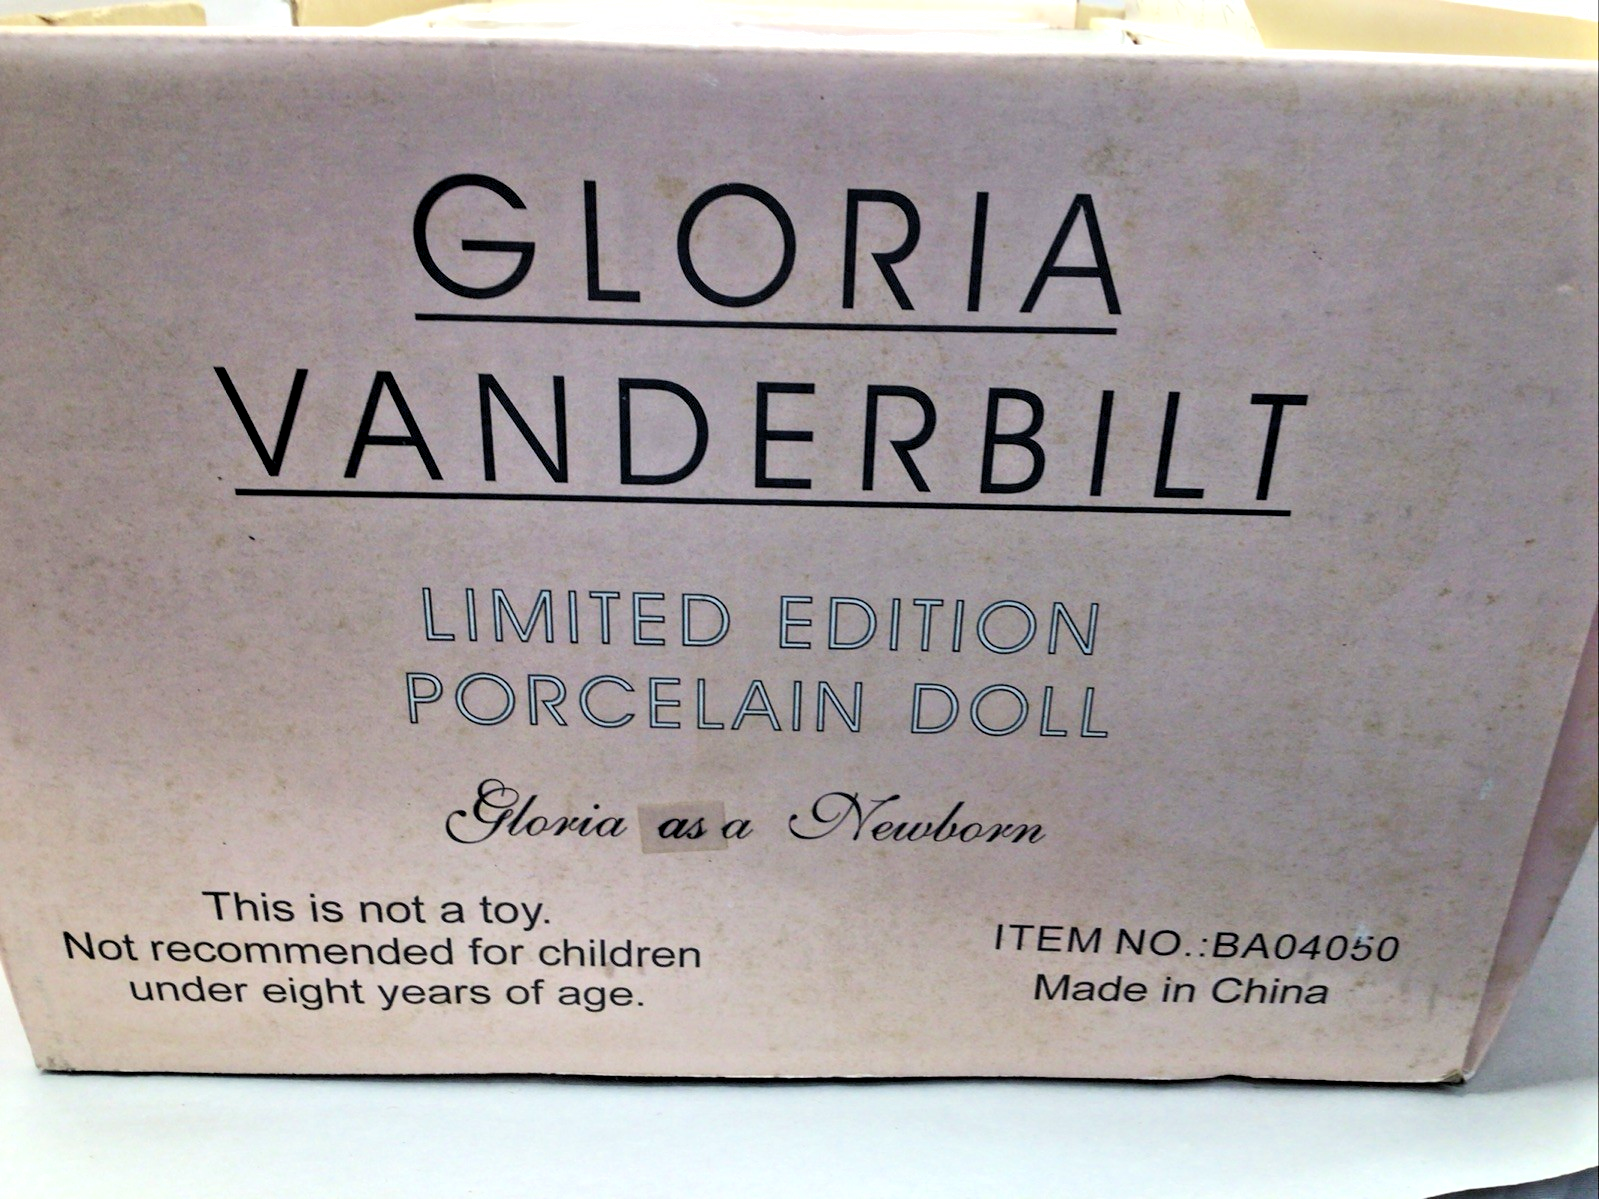 GLORIA
VANDERBILT
LIMITED EDITION
PORCELAIN DOLL
Gloria as a Newborn
This is not a toy.
Not recommended for children
under eight years of age.
ITEM NO.:BA04050
Made in China